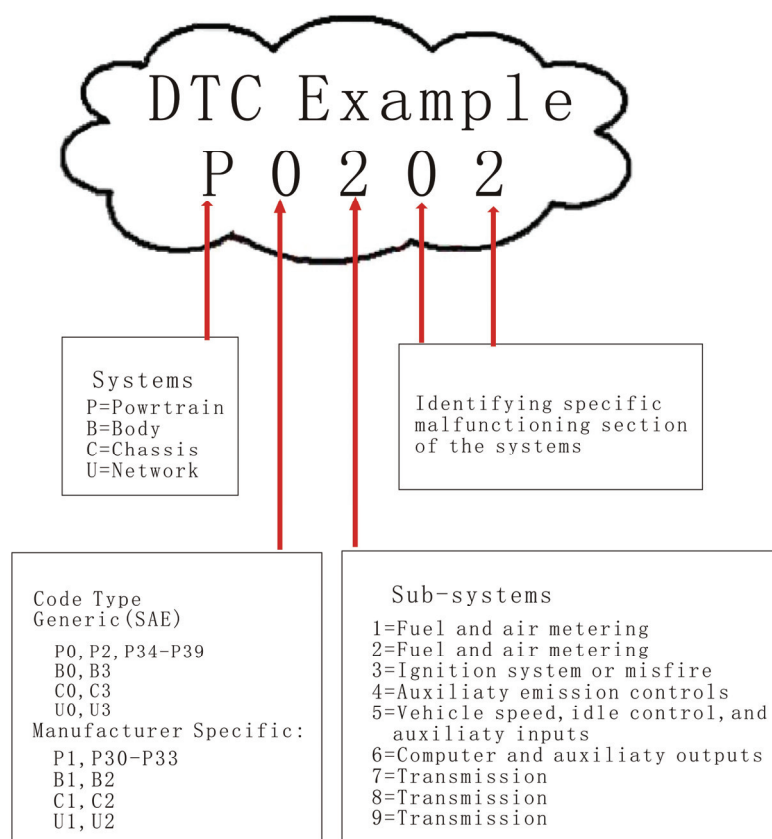 DTC Example
P 0 2 0 2
Systems
P=Powrtrain
B=Body
C=Chassis
U=Network
Identifying specific
malfunctioning section
of the systems
Code Type
Generic(SAE)
P0,P2,P34-P39
B0,B3
C0,C3
U0,U3
Manufacturer Specific:
P1,P30-P33
B1,B2
C1,C2
U1,U2
Sub-systems
1=Fuel and air metering
2=Fuel and air metering
3=Ignition system or misfire
4=Auxiliaty emission controls
5=Vehicle speed,idle control,and
auxiliaty inputs
6=Computer and auxiliaty outputs
7=Transmission
8=Transmission
9=Transmission